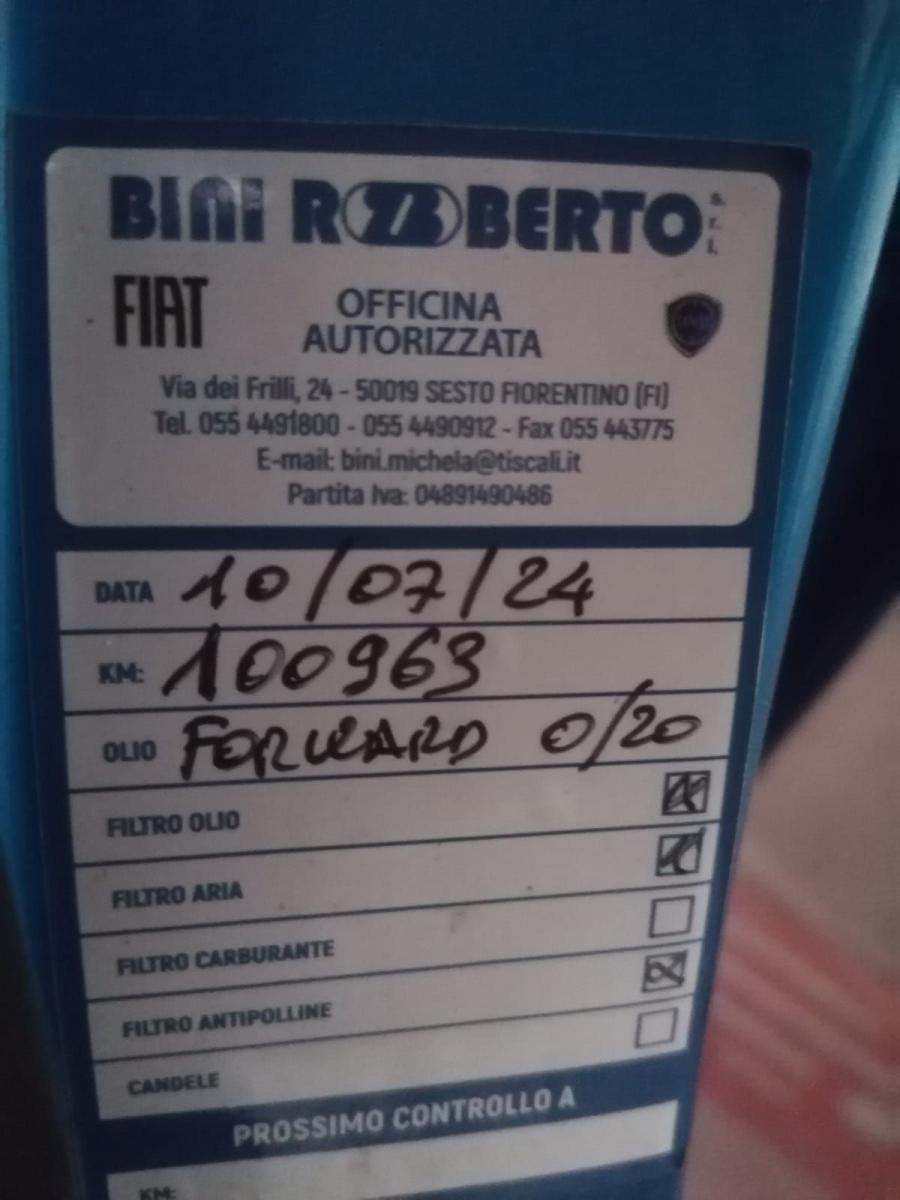 BINI ROBERTO s.r.l.
FIAT
OFFICINA
AUTORIZZATA
Via dei Frilli, 24 - 50019 SESTO FIORENTINO (FI)
Tel. 055 4491800 - 055 4490912 - Fax 055 443775
E-mail: bini.michela@tiscali.it
Partita Iva: 04891490486
DATA 10/07/24
KM: 100963
OLIO FORWARD 0/20
FILTRO OLIO
FILTRO ARIA
FILTRO CARBURANTE
FILTRO ANTIPOLLINE
CANDELE
PROSSIMO CONTROLLO A
KM: